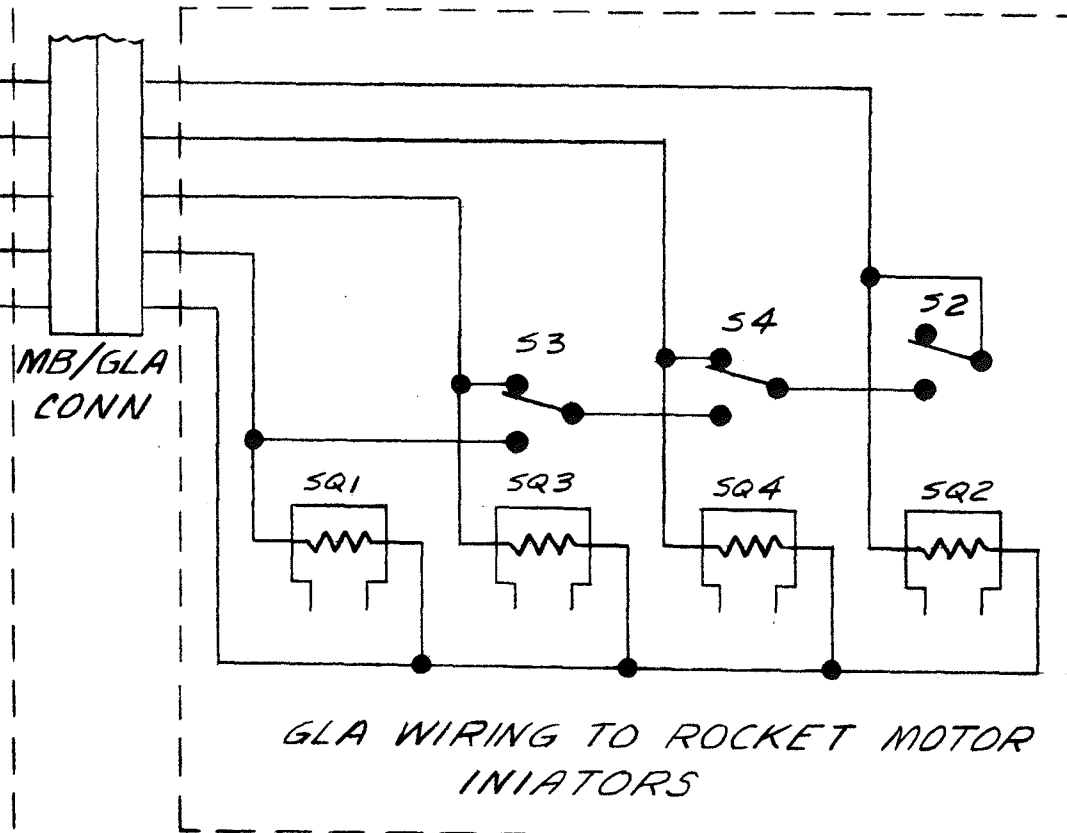 S2
S4
S3
MB/GLA
CONN
SQ1
SQ3
SQ4
SQ2
GLA WIRING TO ROCKET MOTOR
INIATORS